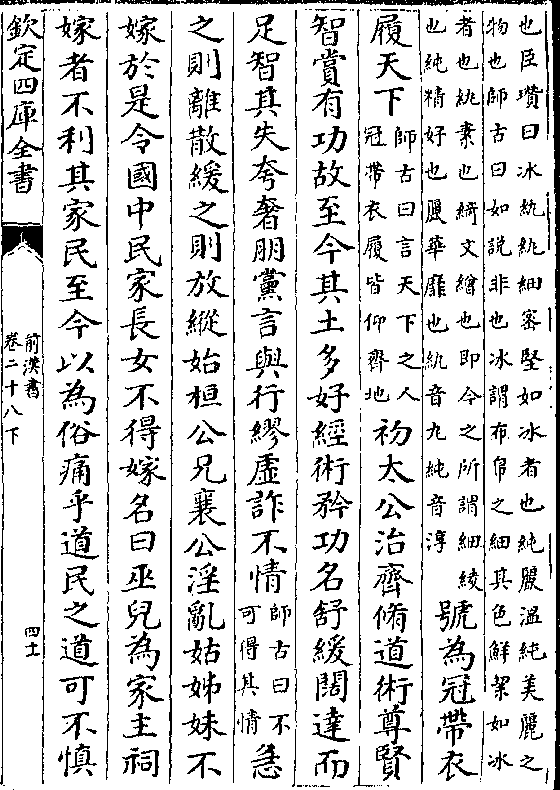 也臣瓚曰冰紈紈細密堅如冰者也純麗溫純美麗之
物也師古曰如說非也冰謂布帛之細其色鮮絜如冰
者也紈素也綺文繒也即今之所謂細綾
也純精好也麗華靡也紈音丸純音淳
號為冠帶衣
履天下
師古曰言天下之人
冠帶衣履皆仰齊地
初太公治齊脩道術尊賢
智賞有功故至今其土多好經術矜功名舒緩闊達而
足智其失夸奢朋黨言與行繆虛詐不情
師古曰不
可得其情
急
之則離散緩之則放縱始桓公兄襄公淫亂姑姊妹不
嫁於是令國中民家長女不得嫁名曰巫兒為家主祠
嫁者不利其家民至今以為俗痛乎道民之道可不慎
欽定四庫全書
前漢書
卷二十八下
四十